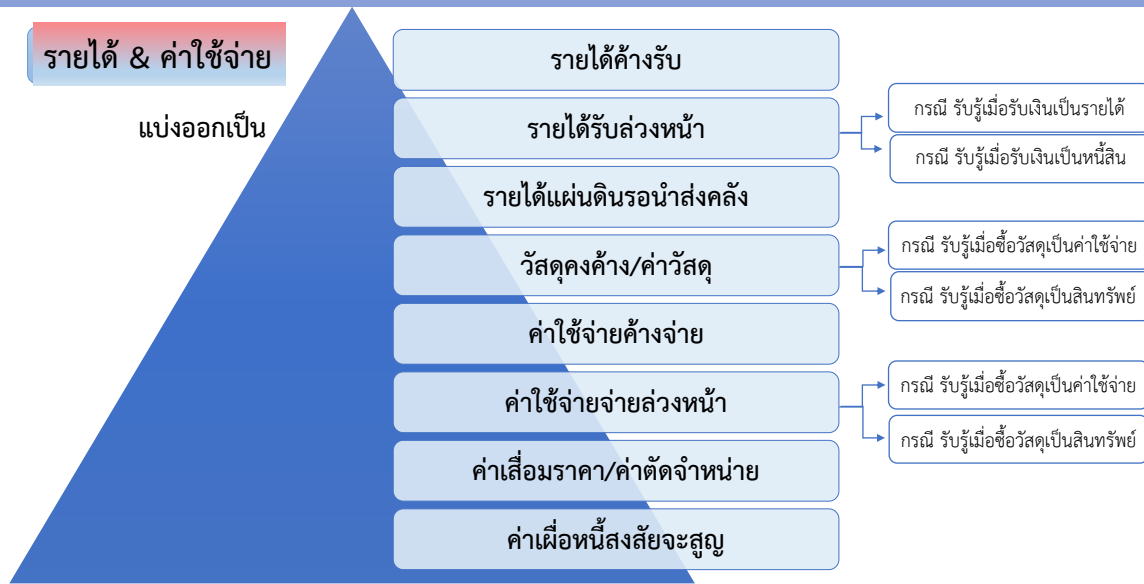 รายได้ & ค่าใช้จ่าย
แบ่งออกเป็น
รายได้ค้างรับ
รายได้รับล่วงหน้า
กรณี รับรู้เมื่อรับเงินเป็นรายได้
กรณี รับรู้เมื่อรับเงินเป็นหนี้สิน
รายได้แผ่นดินรอนำส่งคลัง
วัสดุคงค้าง/ค่าวัสดุ
กรณี รับรู้เมื่อซื้อวัสดุเป็นค่าใช้จ่าย
กรณี รับรู้เมื่อซื้อวัสดุเป็นสินทรัพย์
ค่าใช้จ่ายค้างจ่าย
ค่าใช้จ่ายจ่ายล่วงหน้า
กรณี รับรู้เมื่อซื้อวัสดุเป็นค่าใช้จ่าย
กรณี รับรู้เมื่อซื้อวัสดุเป็นสินทรัพย์
ค่าเสื่อมราคา/ค่าตัดจำหน่าย
ค่าเผื่อหนี้สงสัยจะสูญ